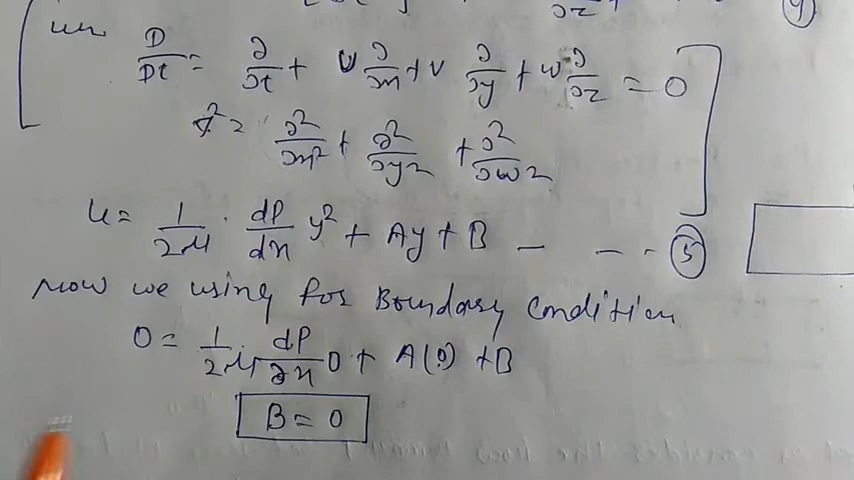 D/Dt = ∂/∂t + U ∂/∂x + V ∂/∂y + W ∂/∂z = 0
∇² = ∂²/∂x² + ∂²/∂y² + ∂²/∂w²
u = 1/2μ · dP/dx y² + Ay + B — — - - (5)
Now we using for Boundary condition
0 = 1/2μ · dP/∂x 0 + A(0) + B
B = 0